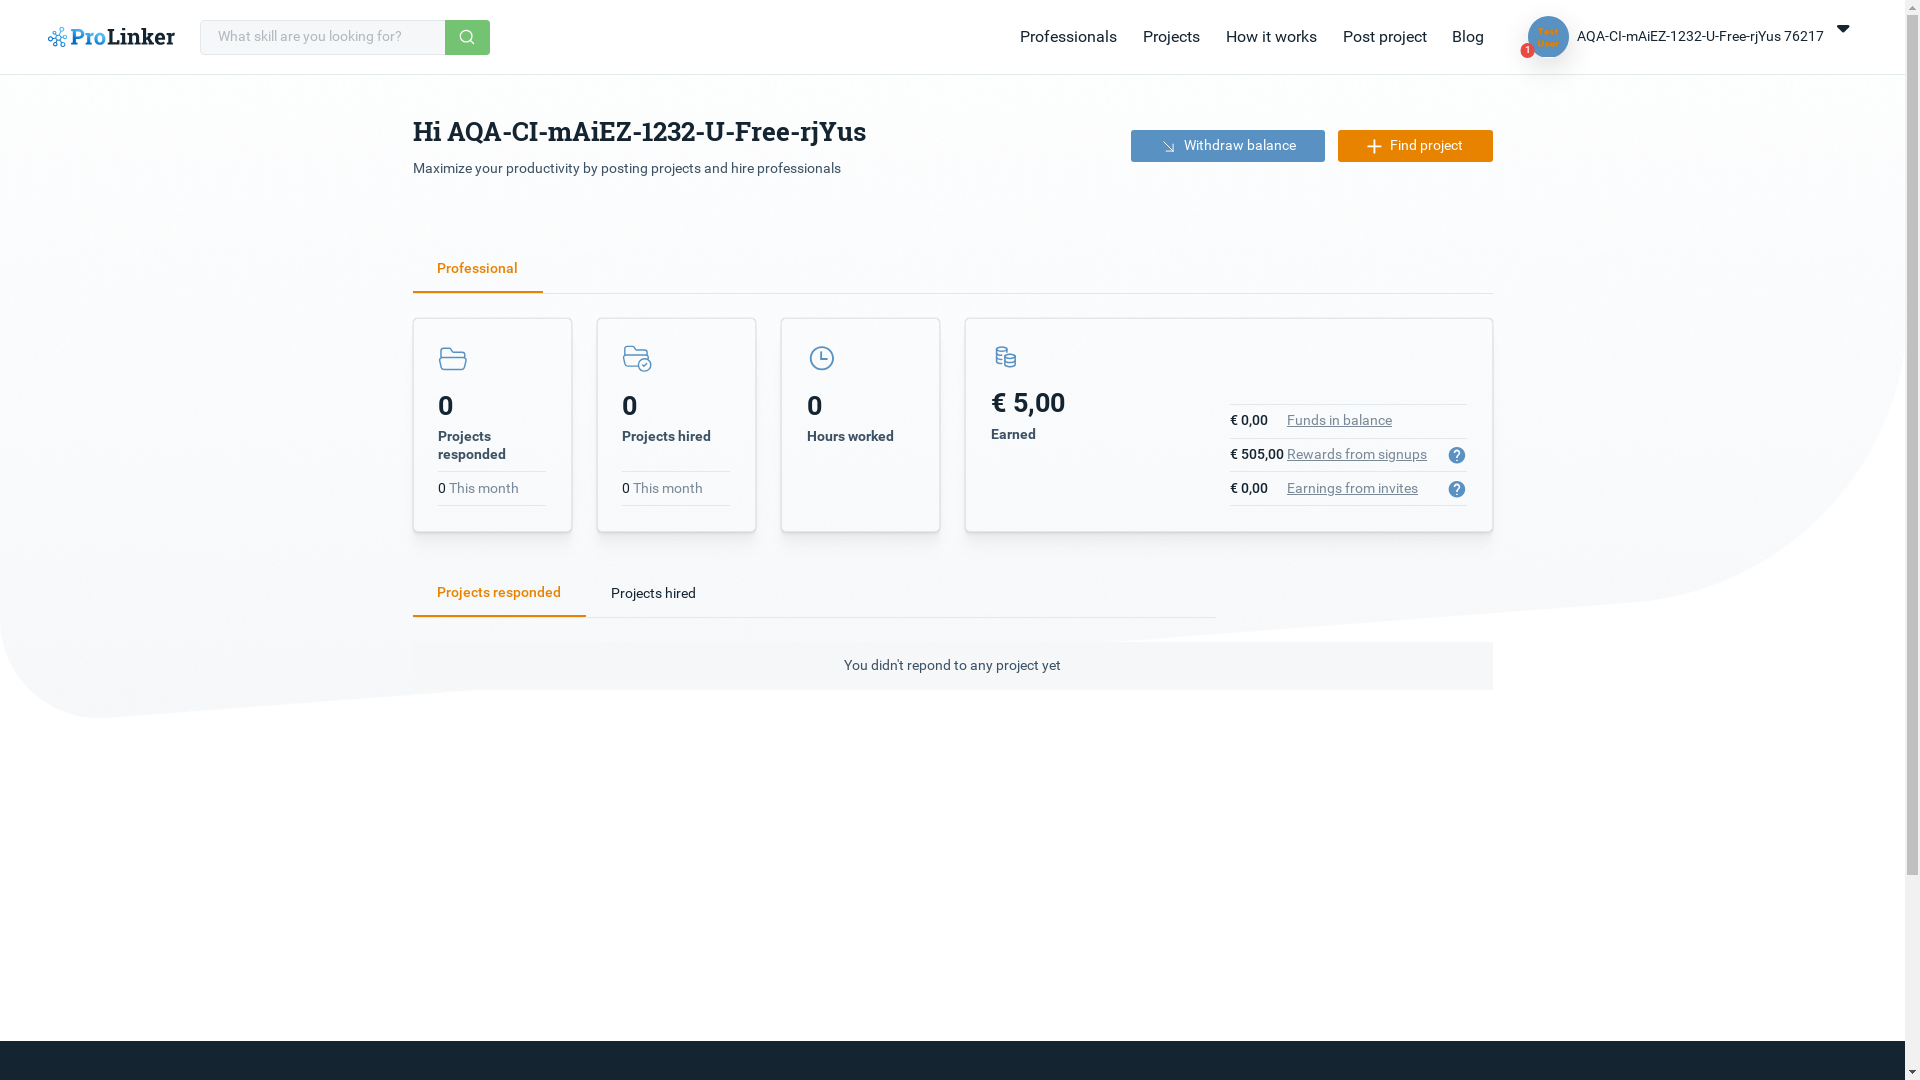 ProLinker
What skill are you looking for?
Professionals
Projects
How it works
Post project
Blog
Test
User
1
AQA-CI-mAiEZ-1232-U-Free-rjYus 76217
Hi AQA-CI-mAiEZ-1232-U-Free-rjYus
Maximize your productivity by posting projects and hire professionals
Withdraw balance
Find project
Professional
0
Projects
responded
0 This month
0
Projects hired
0 This month
0
Hours worked
€ 5,00
Earned
€ 0,00 Funds in balance
€ 505,00 Rewards from signups ?
€ 0,00 Earnings from invites ?
Projects responded
Projects hired
You didn't repond to any project yet